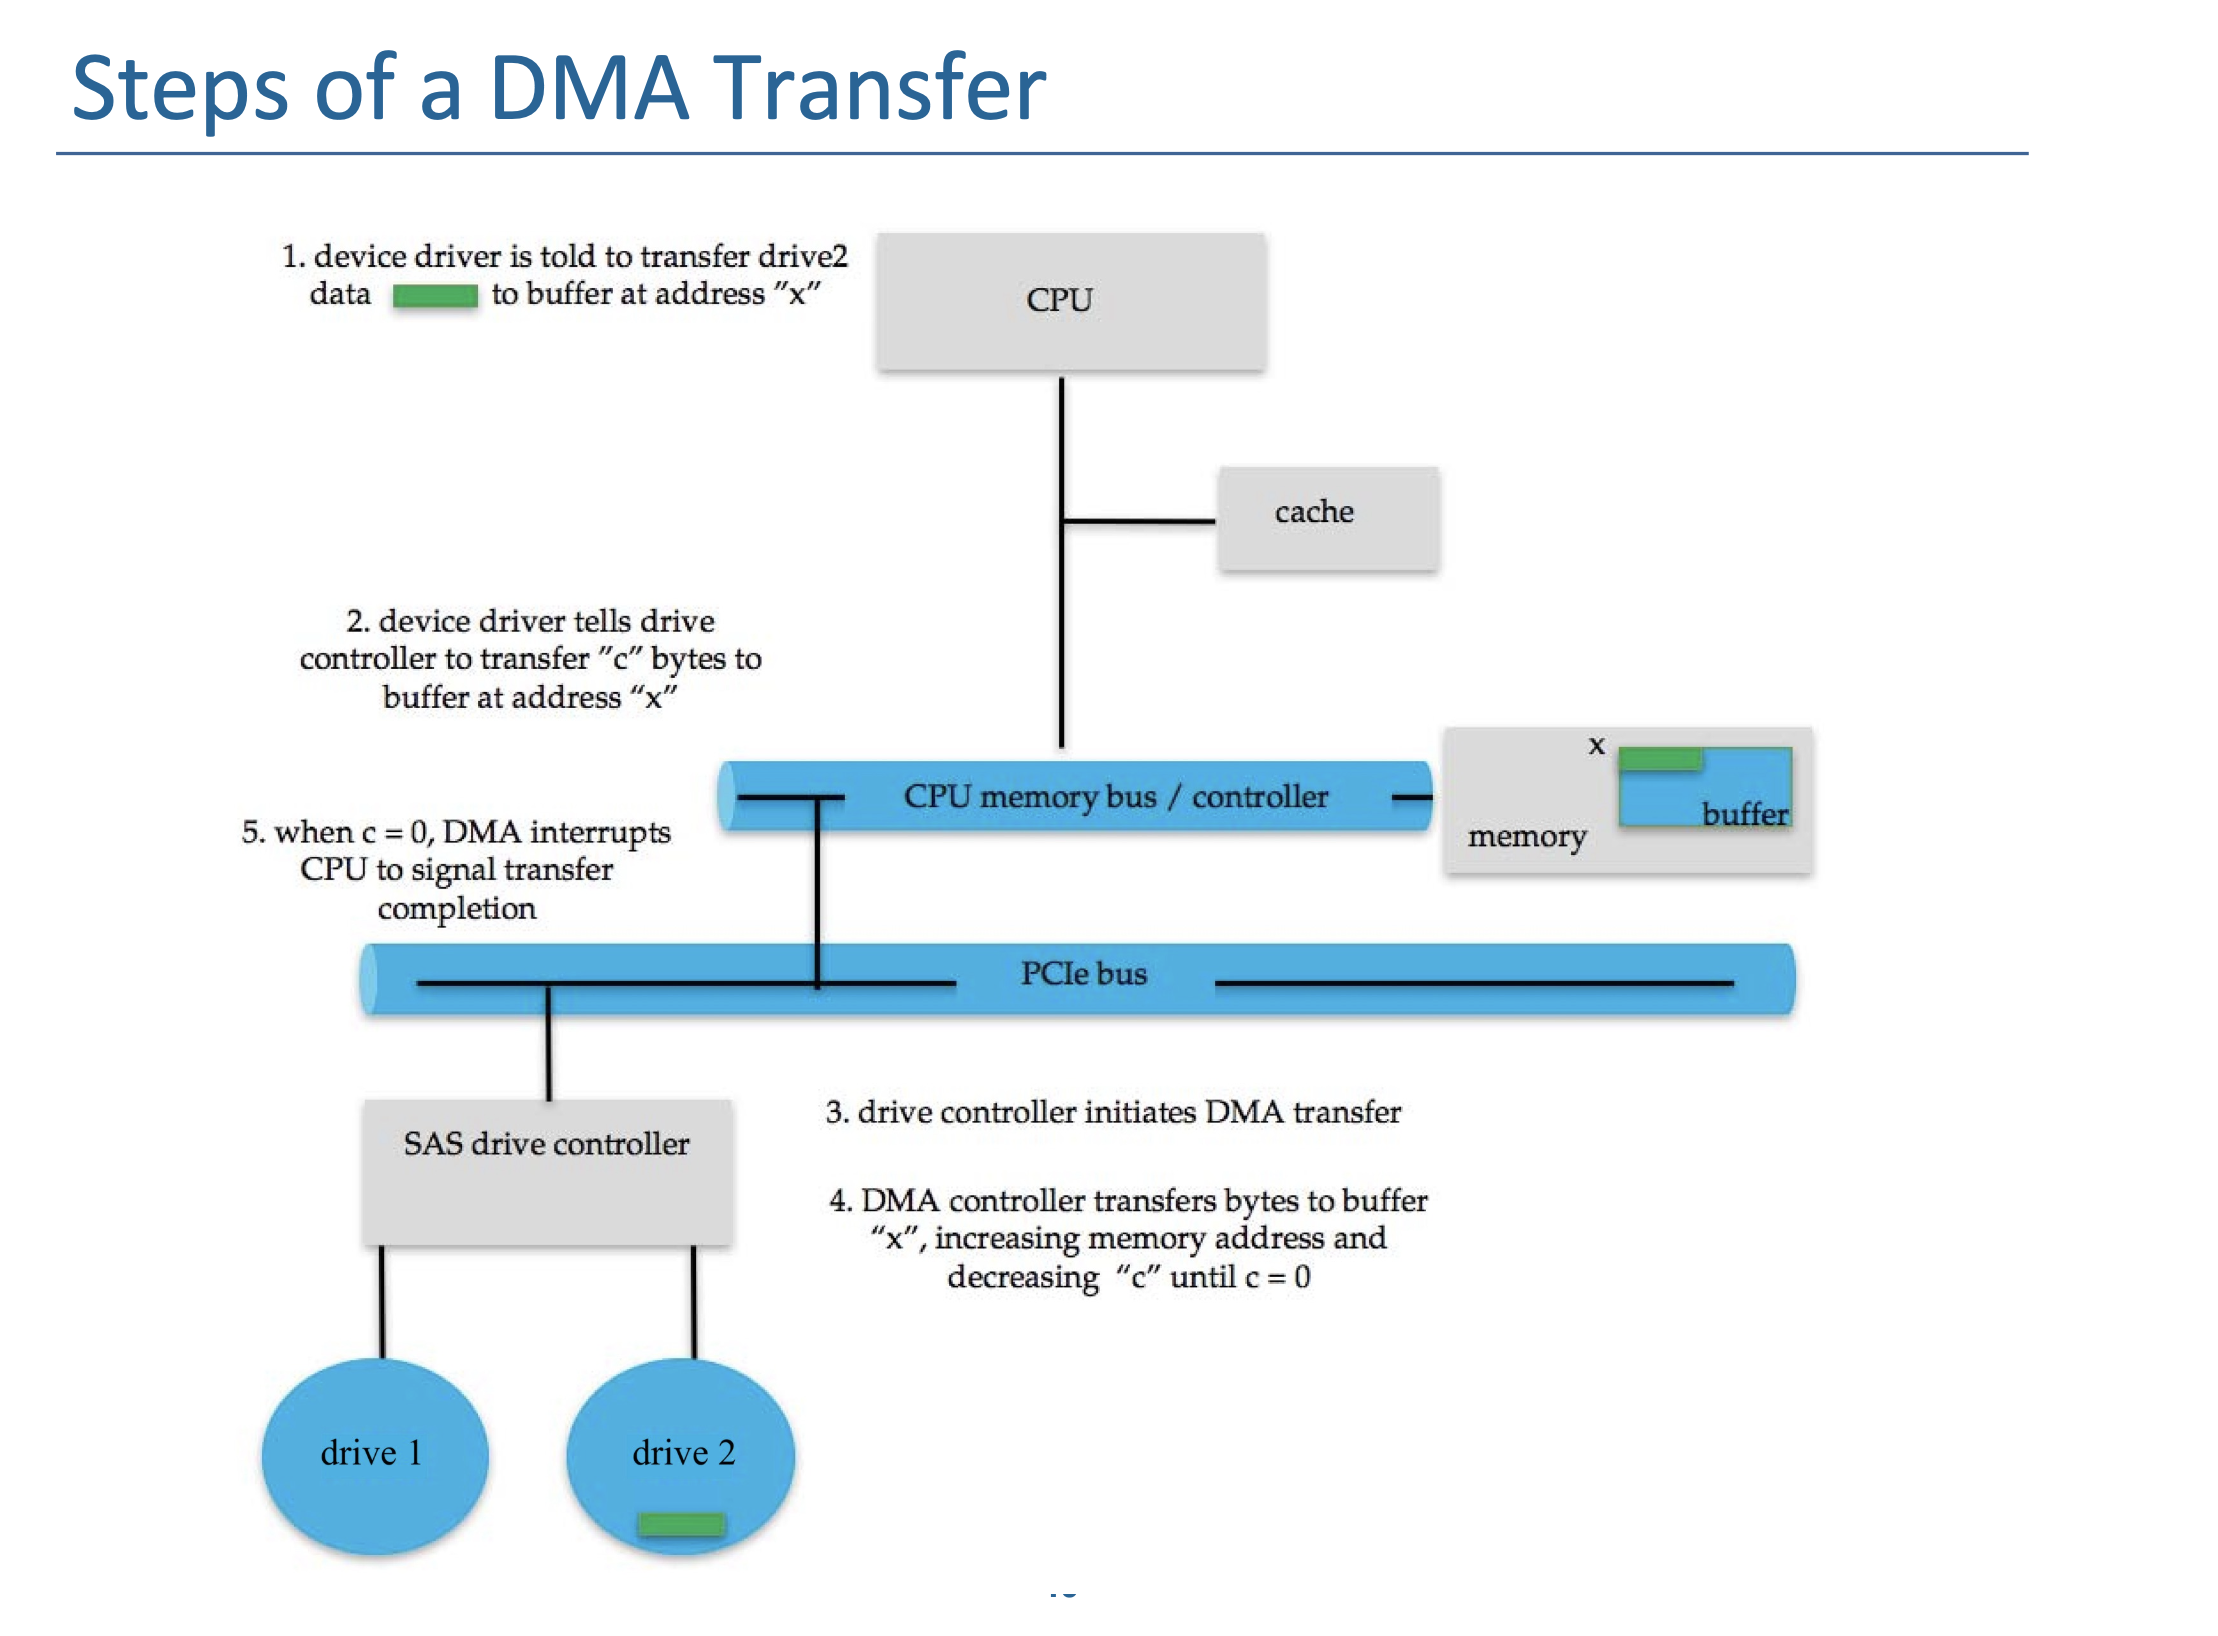 Steps of a DMA Transfer
1. device driver is told to transfer drive2
data to buffer at address ”x”
CPU
cache
2. device driver tells drive
controller to transfer ”c” bytes to
buffer at address “x”
CPU memory bus / controller
x
buffer
memory
5. when c = 0, DMA interrupts
CPU to signal transfer
completion
PCIe bus
SAS drive controller
3. drive controller initiates DMA transfer
4. DMA controller transfers bytes to buffer
“x”, increasing memory address and
decreasing “c” until c = 0
drive 1
drive 2